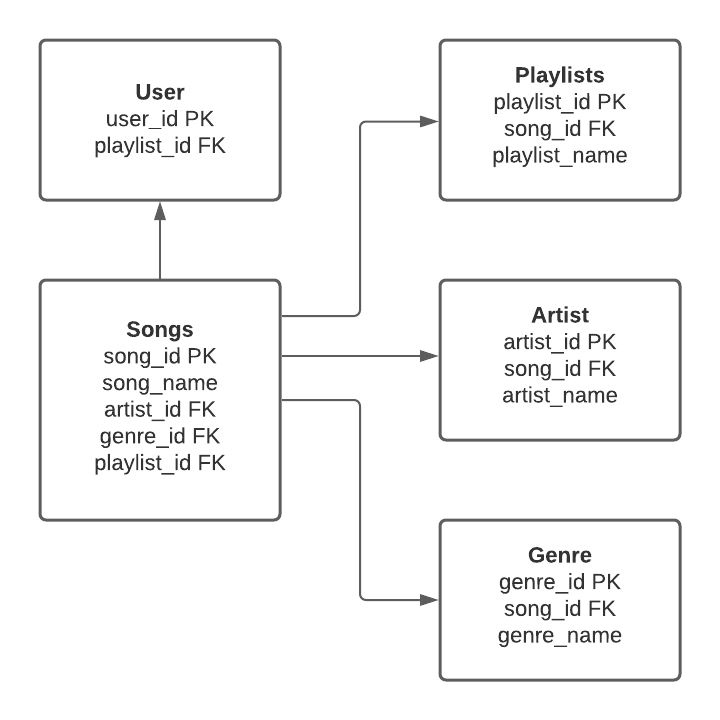 User
user_id PK
playlist_id FK
Playlists
playlist_id PK
song_id FK
playlist_name
Songs
song_id PK
song_name
artist_id FK
genre_id FK
playlist_id FK
Artist
artist_id PK
song_id FK
artist_name
Genre
genre_id PK
song_id FK
genre_name